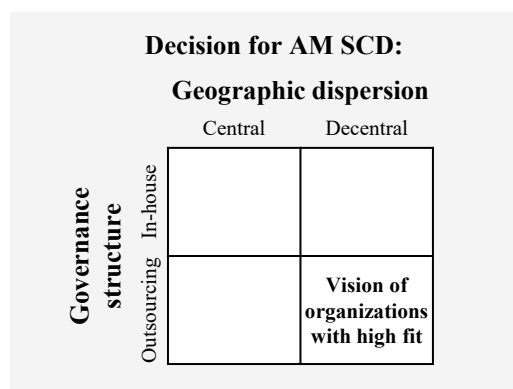 Decision for AM SCD:
Geographic dispersion
Central Decentral
Governance
structure
In-house
Outsourcing
Vision of
organizations
with high fit